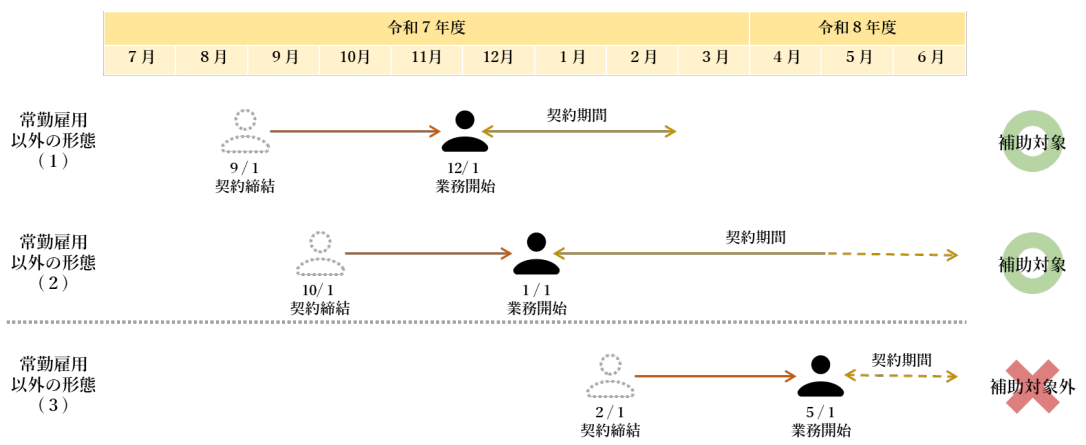 令和７年度 令和８年度
７月 ８月 ９月 10月 11月 12月 １月 ２月 ３月 ４月 ５月 ６月
常勤雇用
以外の形態
（１）
契約期間
補助対象
９/１
契約締結
12/１
業務開始
常勤雇用
以外の形態
（２）
契約期間
補助対象
10/１
契約締結
１/１
業務開始
常勤雇用
以外の形態
（３）
契約期間
補助対象外
２/１
契約締結
５/１
業務開始